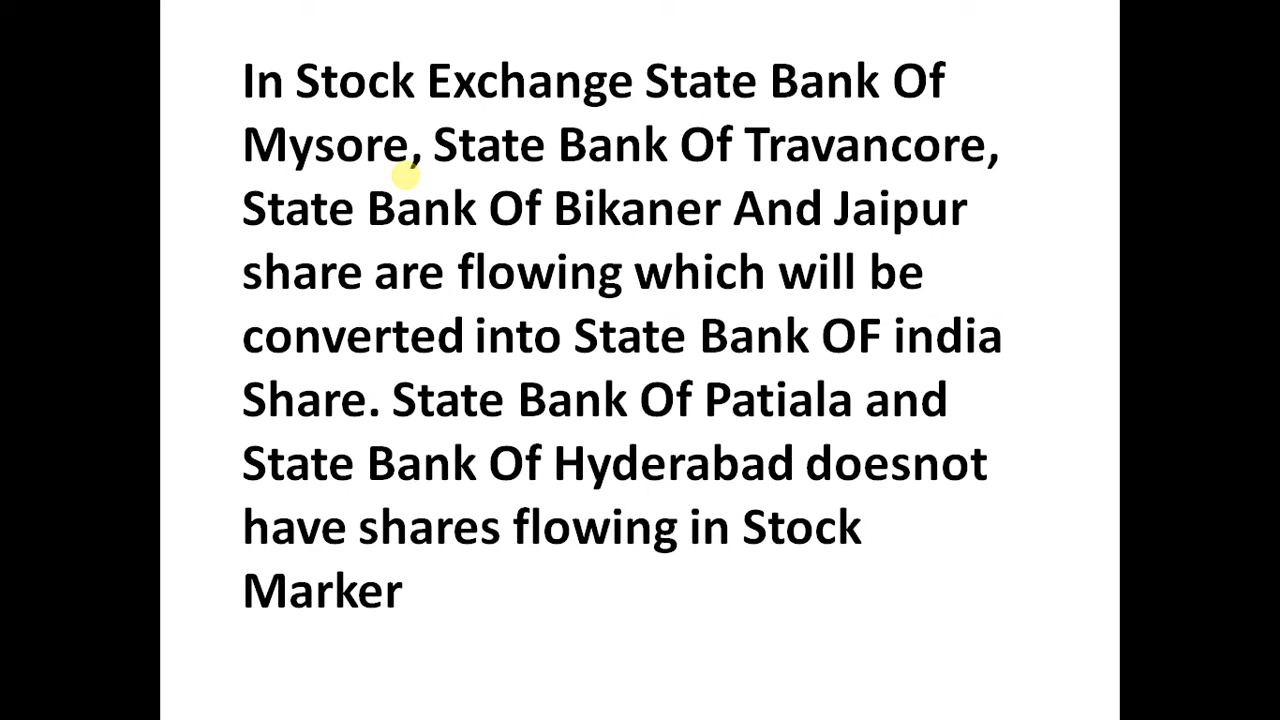 In Stock Exchange State Bank Of
Mysore, State Bank Of Travancore,
State Bank Of Bikaner And Jaipur
share are flowing which will be
converted into State Bank OF india
Share. State Bank Of Patiala and
State Bank Of Hyderabad doesnot
have shares flowing in Stock
Marker